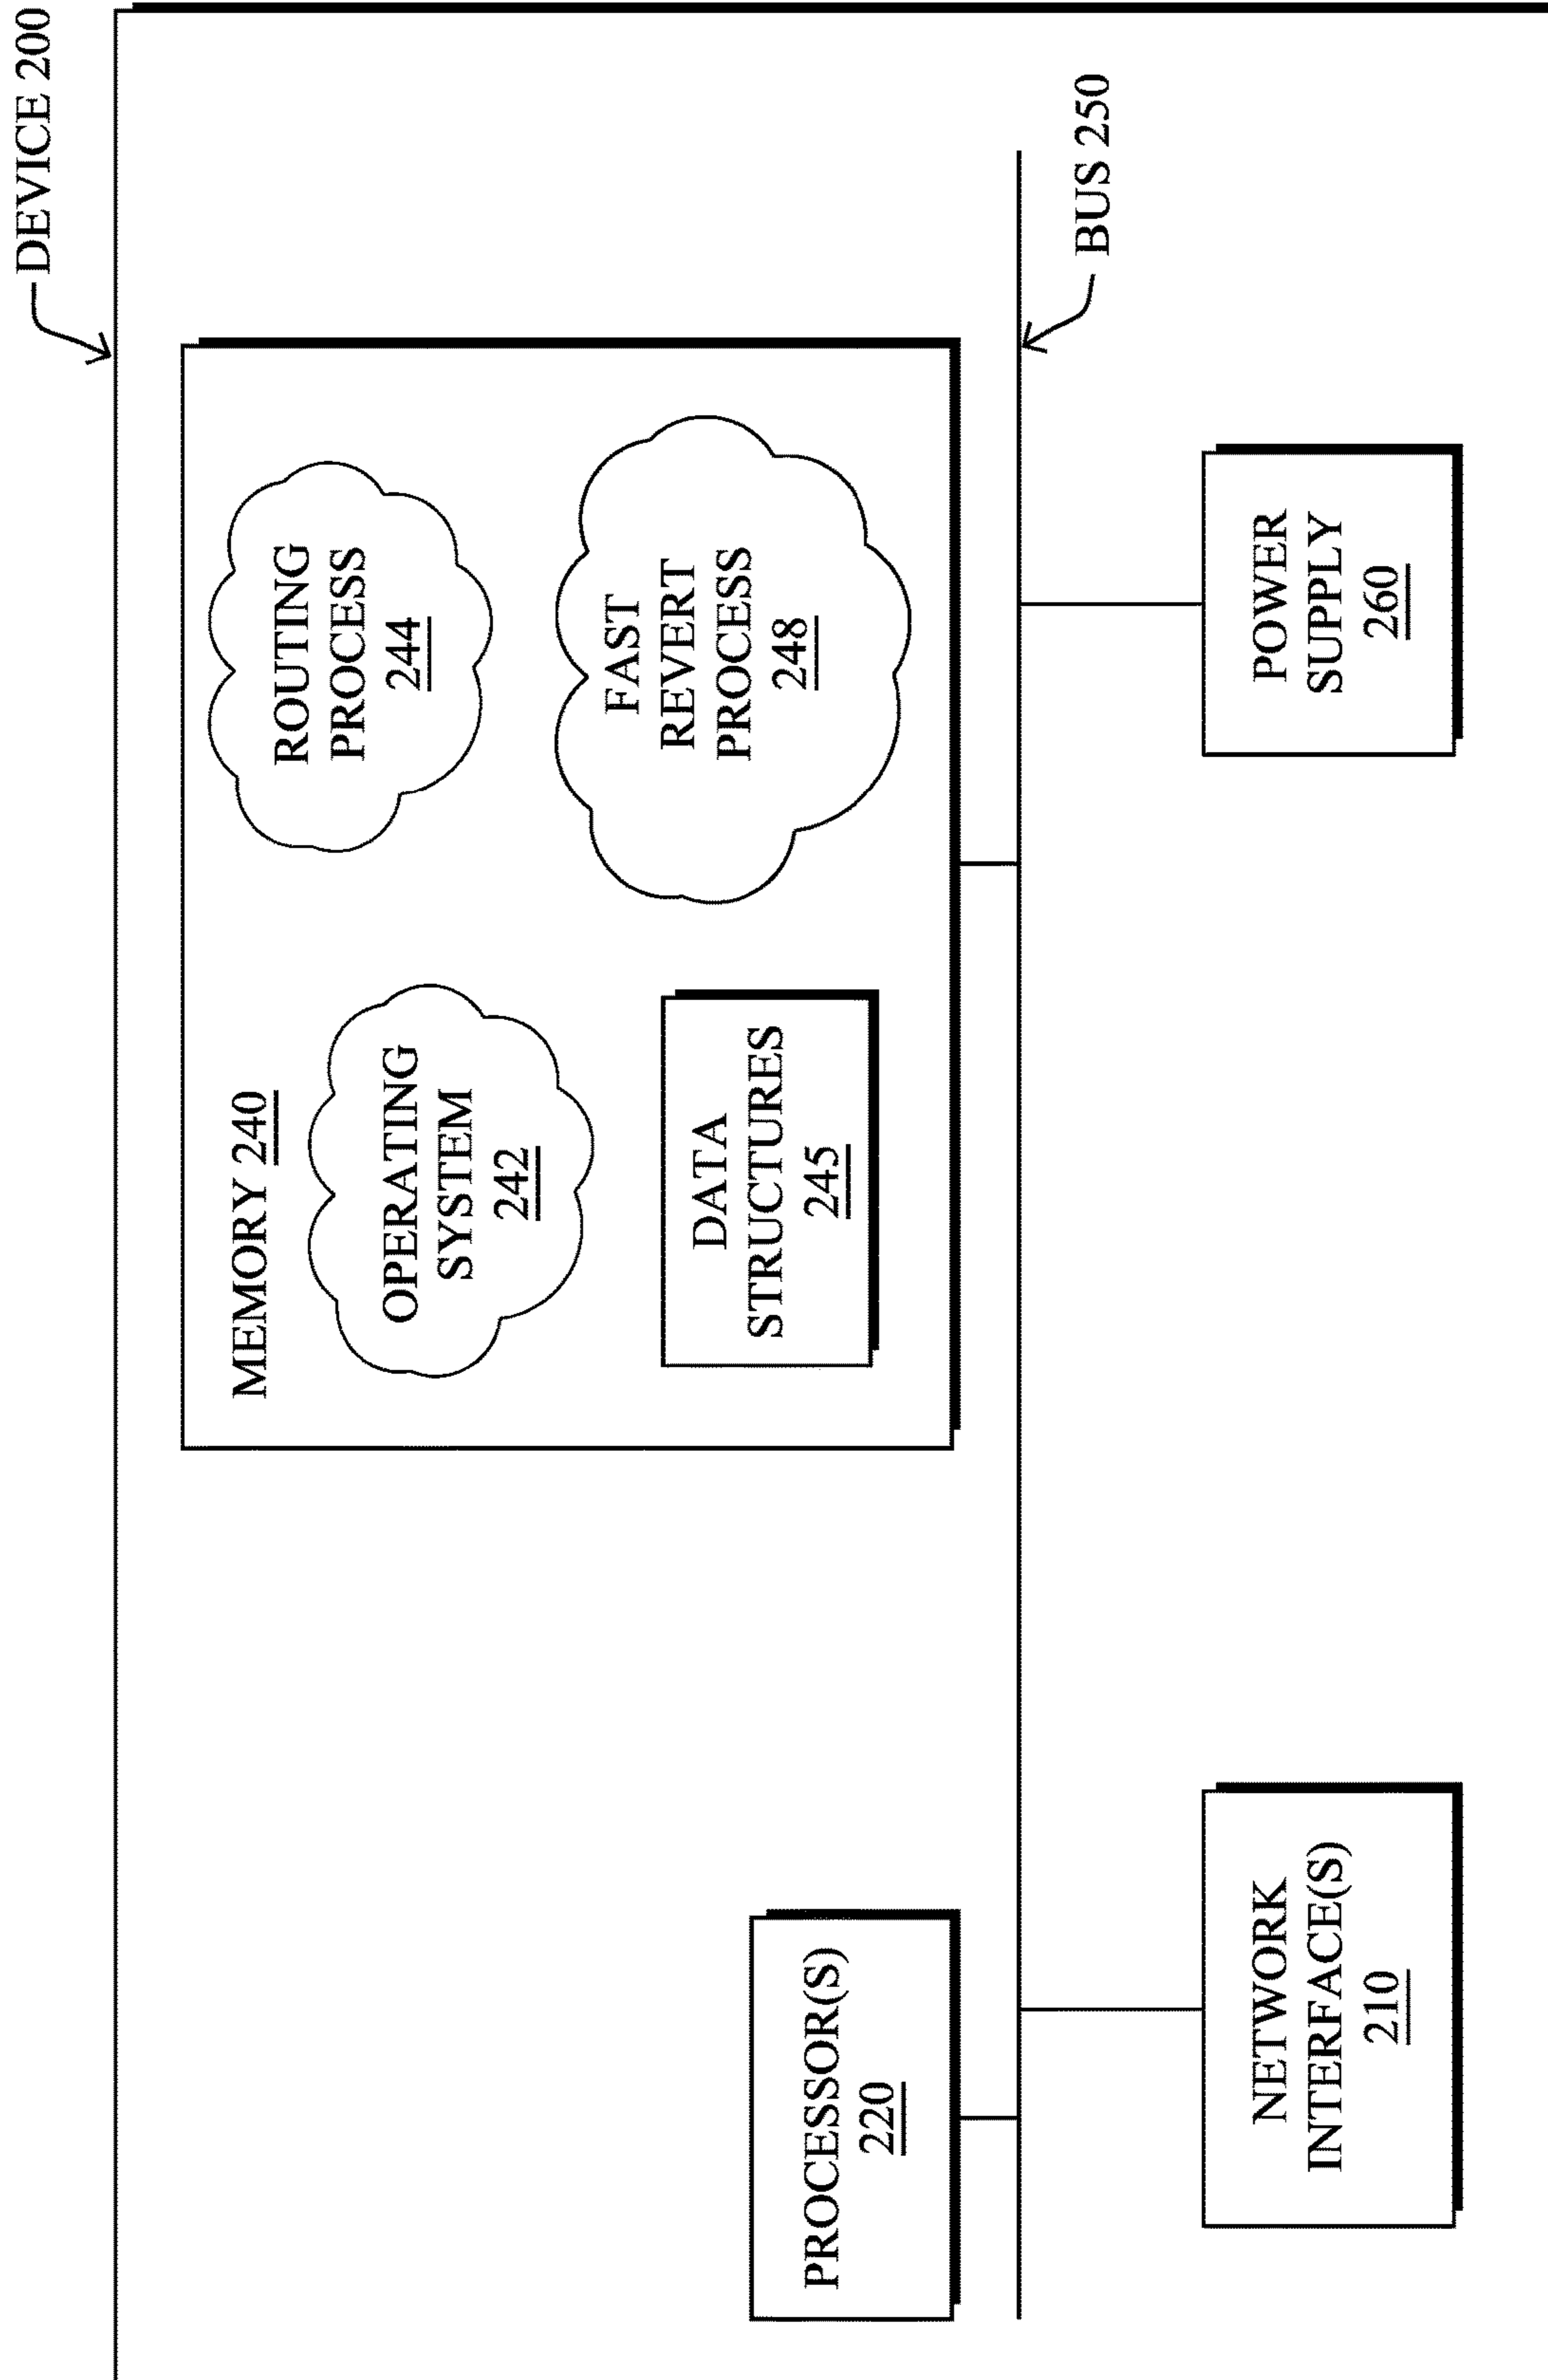 DEVICE 200
MEMORY 240
OPERATING
SYSTEM
242
ROUTING
PROCESS
244
DATA
STRUCTURES
245
FAST
REVERT
PROCESS
248
PROCESSOR(S)
220
BUS 250
NETWORK
INTERFACE(S)
210
POWER
SUPPLY
260